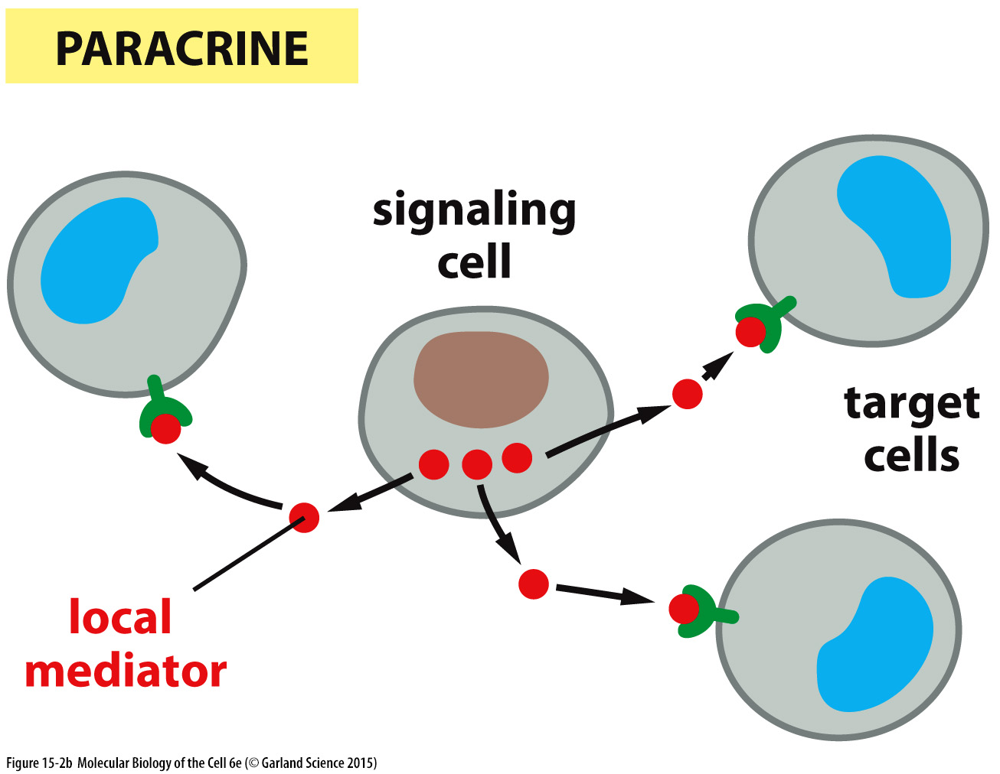 PARACRINE
signaling
cell
target
cells
local
mediator
Figure 15-2b Molecular Biology of the Cell 6e (© Garland Science 2015)